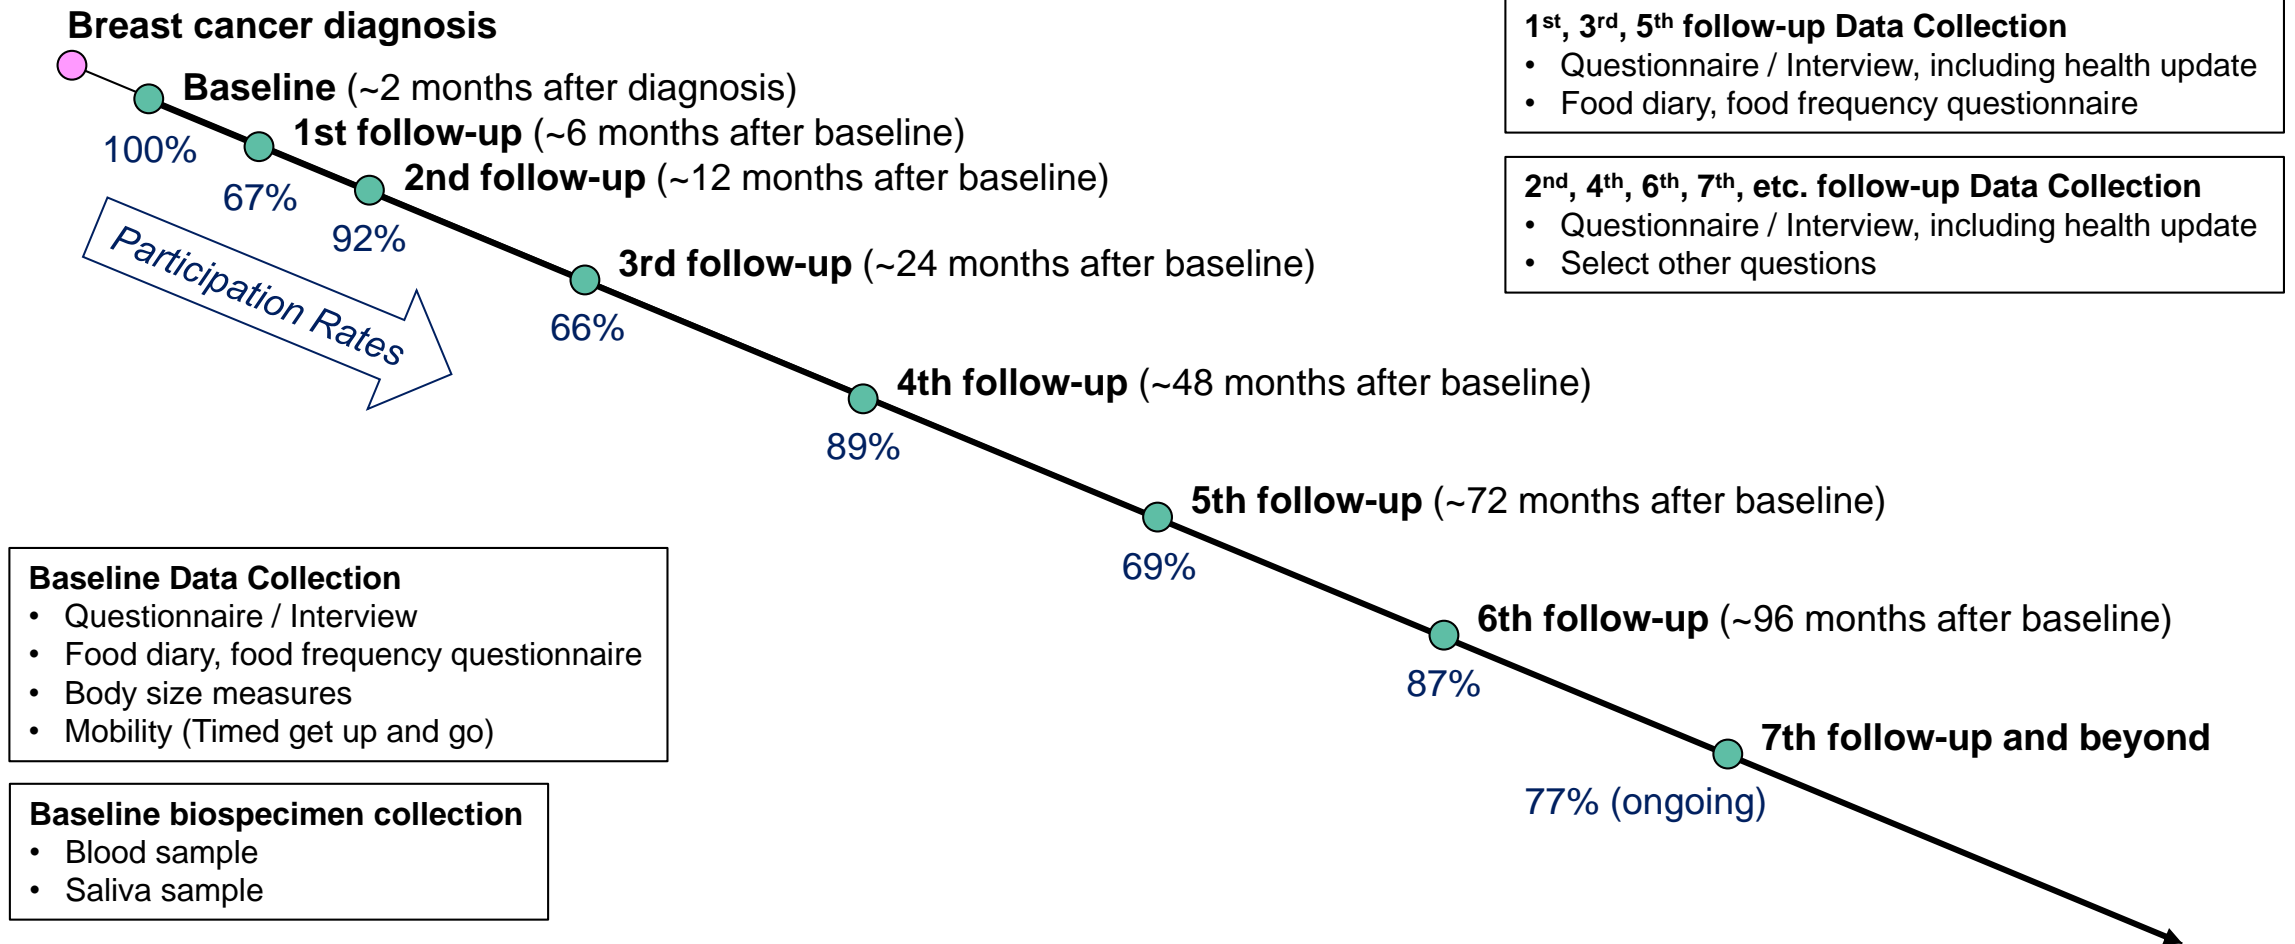 Breast cancer diagnosis
Baseline (~2 months after diagnosis)
100%
1st follow-up (~6 months after baseline)
67%
2nd follow-up (~12 months after baseline)
92%
Participation Rates
3rd follow-up (~24 months after baseline)
66%
4th follow-up (~48 months after baseline)
89%
5th follow-up (~72 months after baseline)
69%
6th follow-up (~96 months after baseline)
87%
7th follow-up and beyond
77% (ongoing)
1st, 3rd, 5th follow-up Data Collection
• Questionnaire / Interview, including health update
• Food diary, food frequency questionnaire
2nd, 4th, 6th, 7th, etc. follow-up Data Collection
• Questionnaire / Interview, including health update
• Select other questions
Baseline Data Collection
• Questionnaire / Interview
• Food diary, food frequency questionnaire
• Body size measures
• Mobility (Timed get up and go)
Baseline biospecimen collection
• Blood sample
• Saliva sample